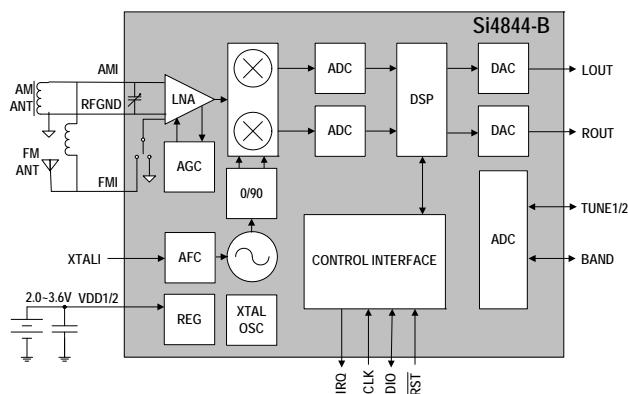 Si4844-B
AM
ANT
AMI
RFGND
LNA
ADC
DSP
DAC
LOUT
ADC
DAC
ROUT
FM
ANT
FMI
AGC
0/90
ADC
TUNE1/2
BAND
XTALI
AFC
CONTROL INTERFACE
2.0~3.6V
VDD1/2
REG
XTAL
OSC
IRQ
CLK
DIO
RST